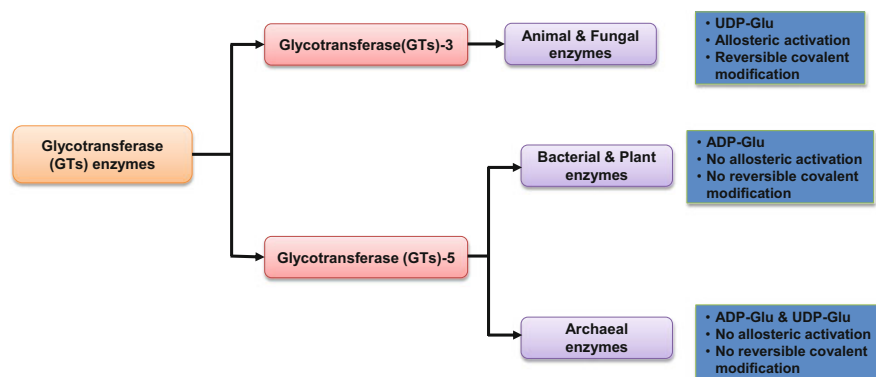 Glycotransferase(GTs)-3
Animal & Fungal
enzymes
• UDP-Glu
• Allosteric activation
• Reversible covalent
modification
Glycotransferase
(GTs) enzymes
Bacterial & Plant
enzymes
• ADP-Glu
• No allosteric activation
• No reversible covalent
modification
Glycotransferase (GTs)-5
Archaeal
enzymes
• ADP-Glu & UDP-Glu
• No allosteric activation
• No reversible covalent
modification